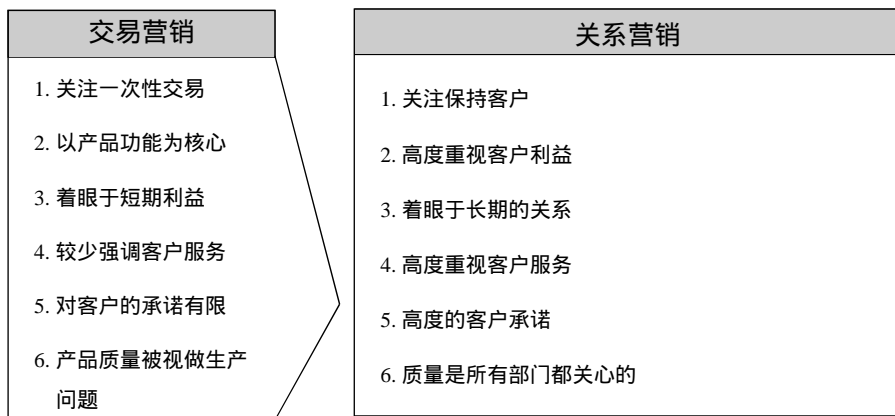 交易营销
1. 关注一次性交易
2. 以产品功能为核心
3. 着眼于短期利益
4. 较少强调客户服务
5. 对客户的承诺有限
6. 产品质量被视做生产
问题
关系营销
1. 关注保持客户
2. 高度重视客户利益
3. 着眼于长期的关系
4. 高度重视客户服务
5. 高度的客户承诺
6. 质量是所有部门都关心的